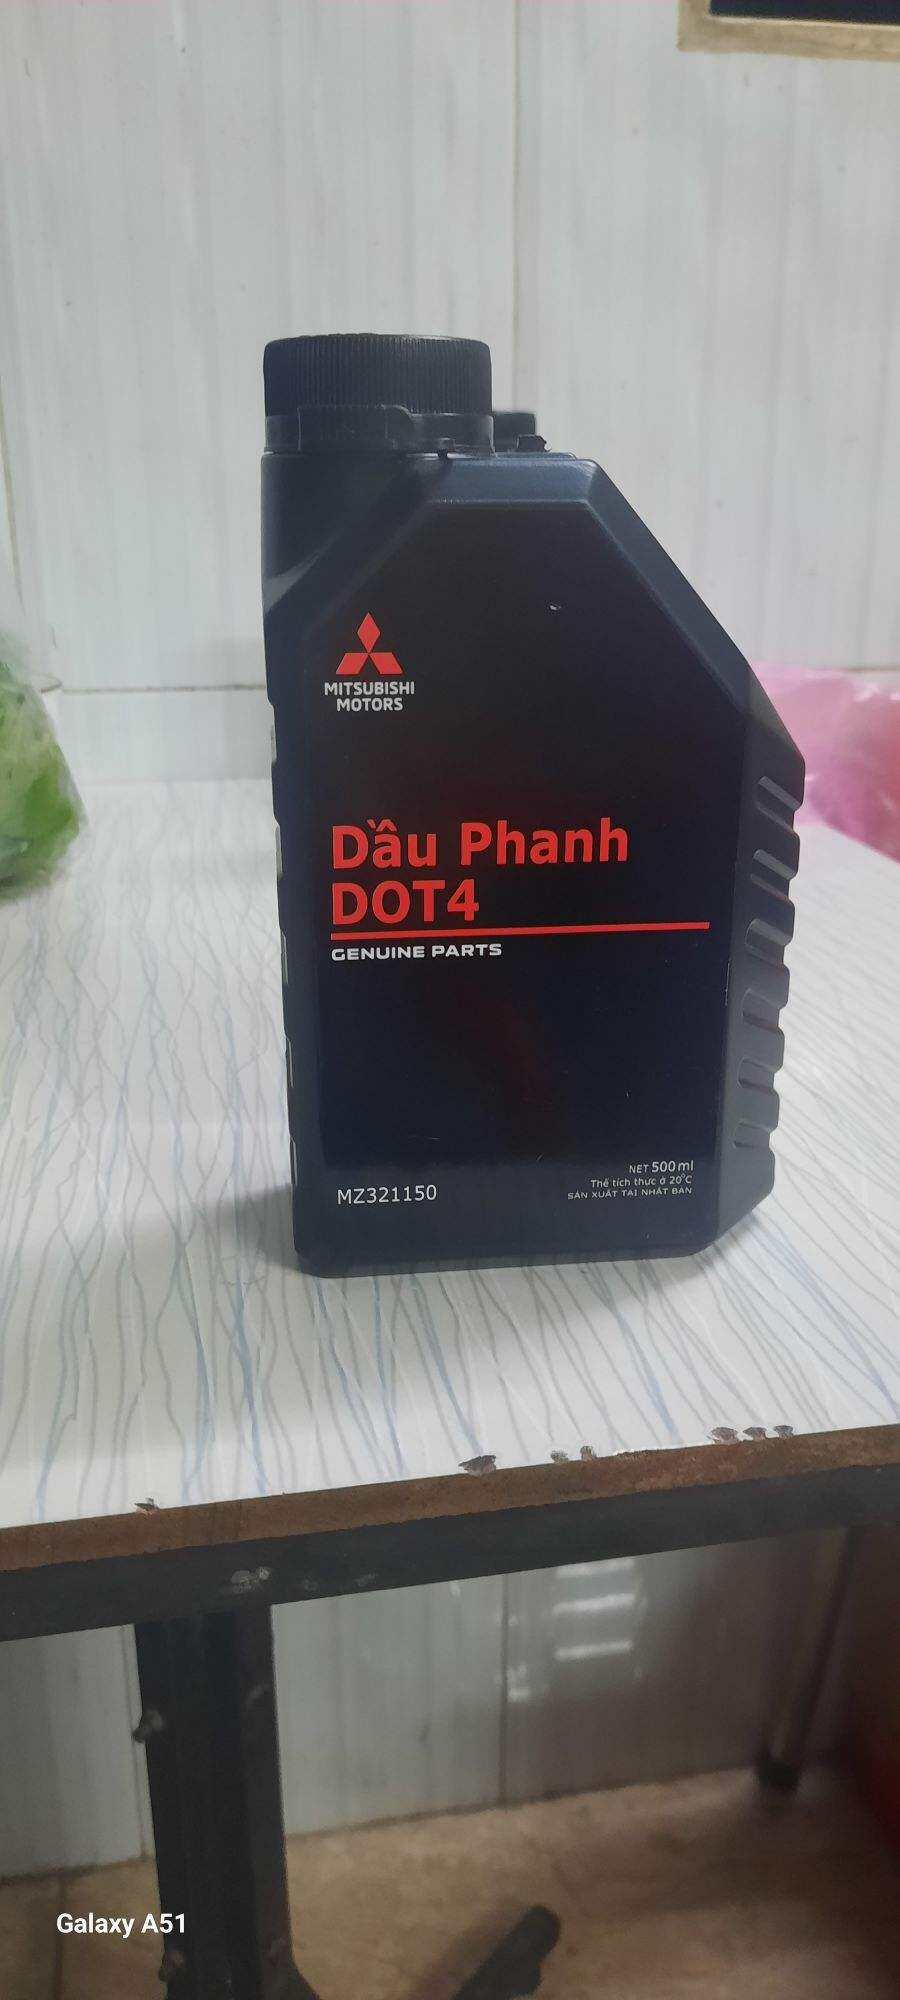 MITSUBISHI
MOTORS
Dầu Phanh
DOT4
GENUINE PARTS
MZ321150
NET 500ml
Thể tích thực ở 20°C
SẢN XUẤT TẠI NHẬT BẢN
Galaxy A51